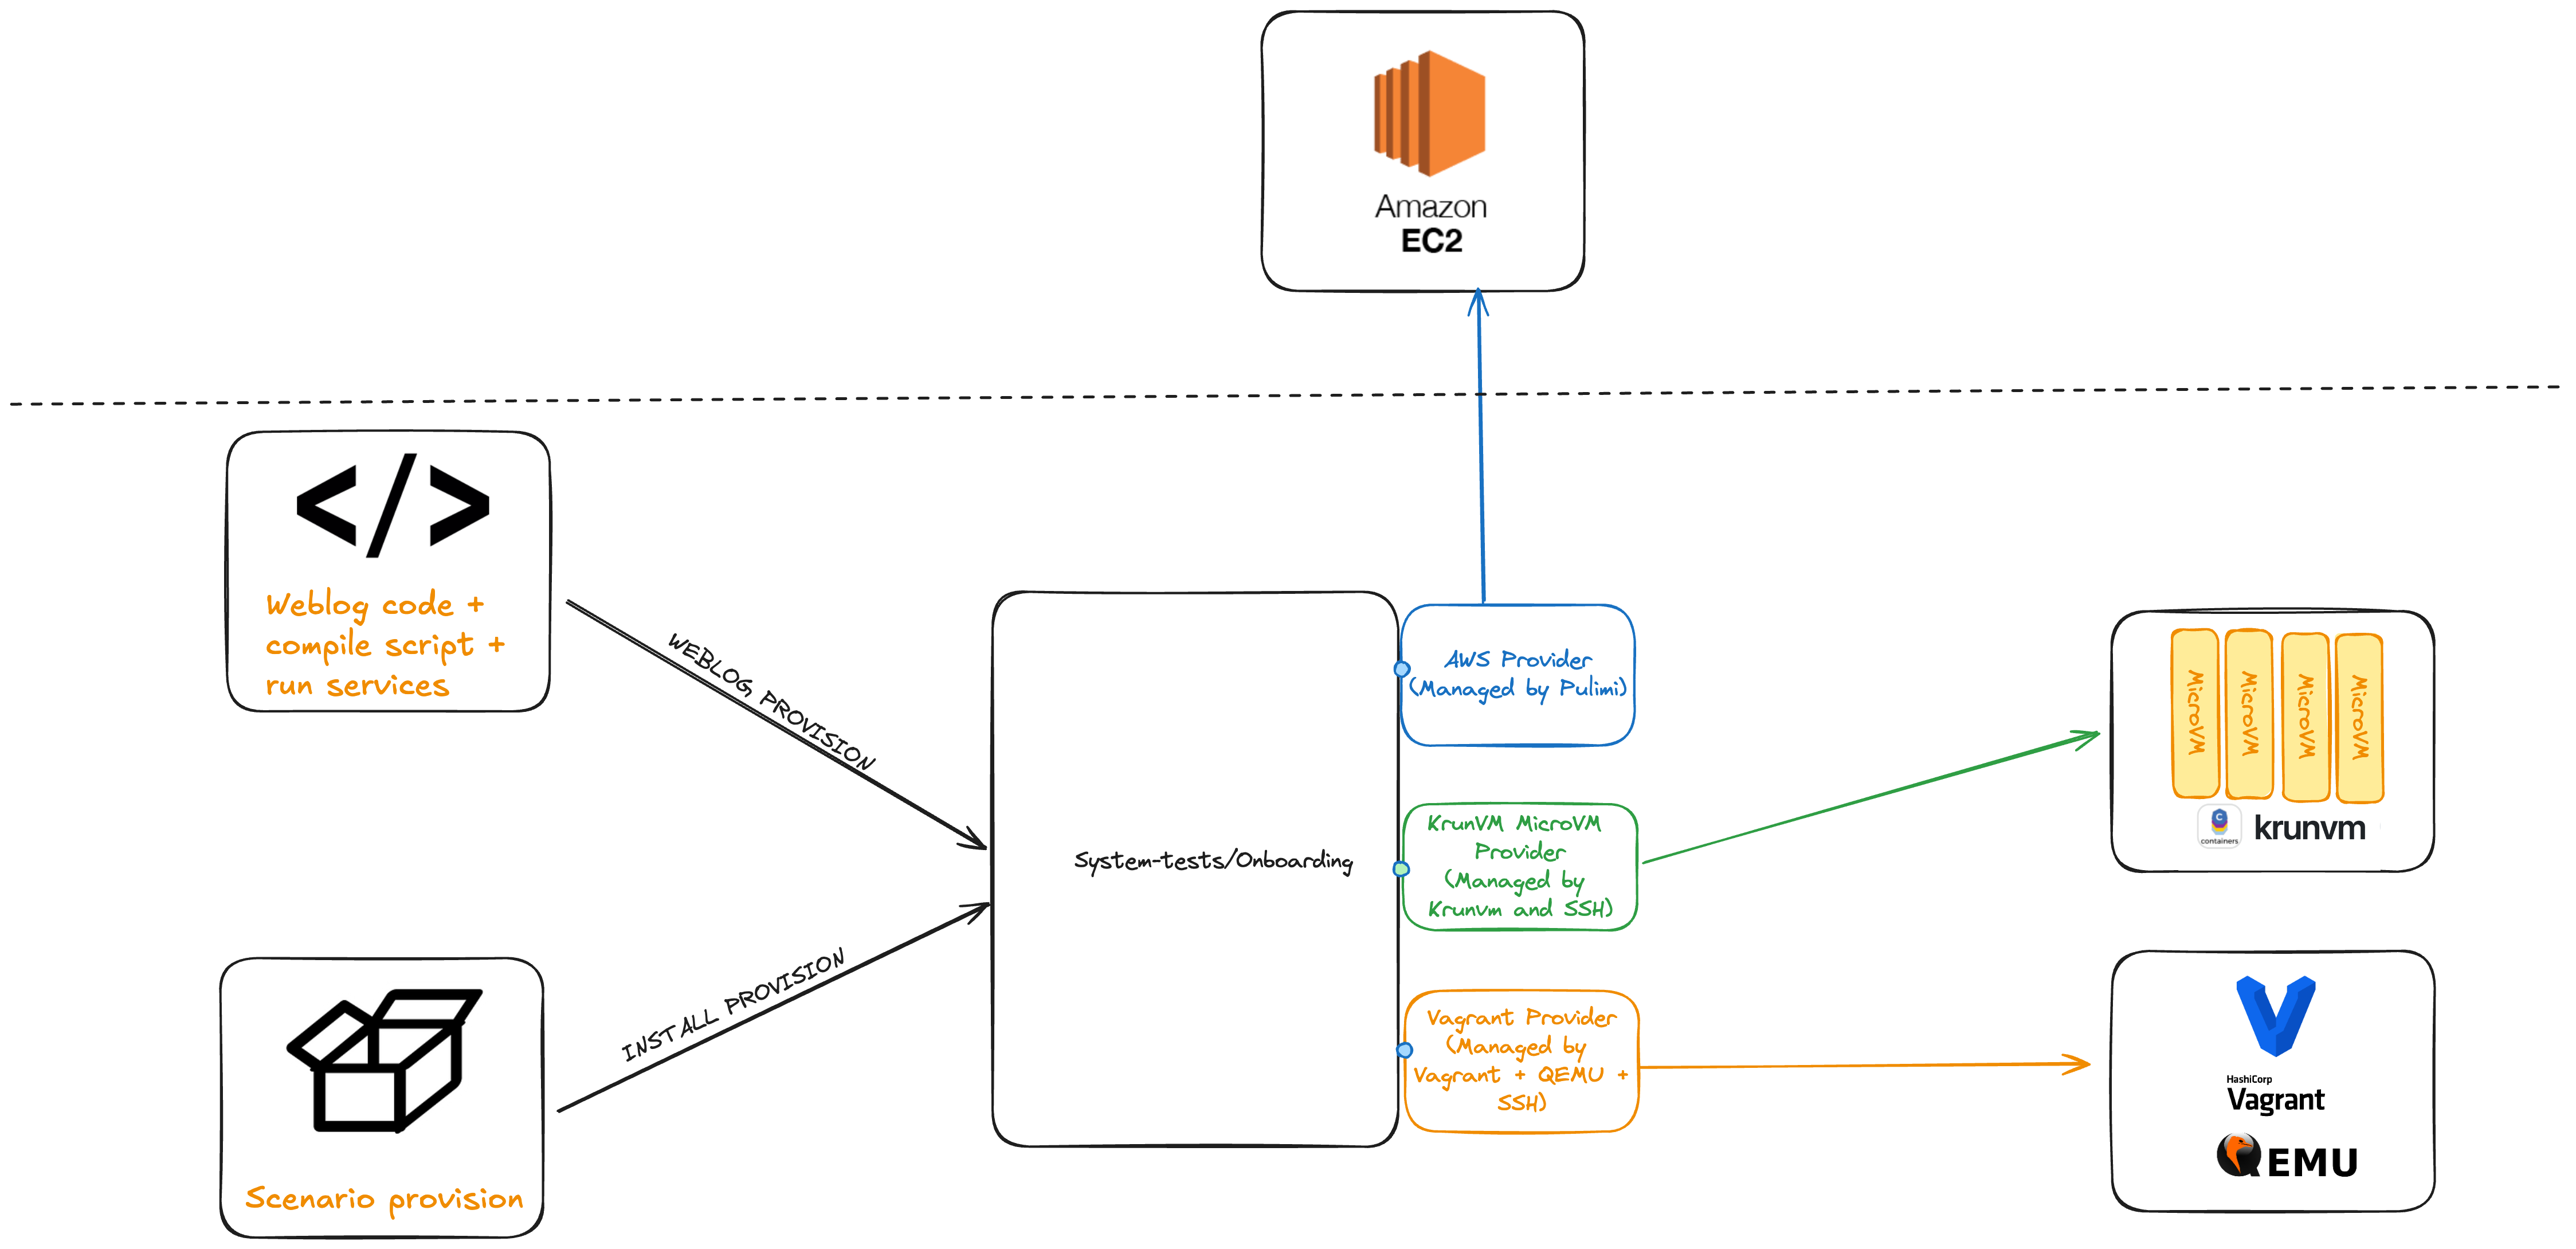 Amazon
EC2
Weblog code +
compile script +
run services
WEBLOG PROVISION
INSTALL PROVISION
Scenario provision
System-tests/Onboarding
AWS Provider
(Managed by Pulimi)
KrunVM MicroVM
Provider
(Managed by
Krunvm and SSH)
Vagrant Provider
(Managed by
Vagrant + QEMU +
SSH)
MicroVM
MicroVM
MicroVM
MicroVM
C
containers
krunvm
HashiCorp
Vagrant
QEMU